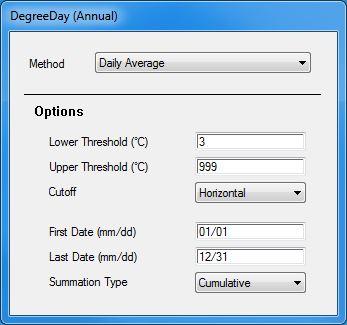 DegreeDay (Annual)
Method Daily Average
Options
Lower Threshold (°C) 3
Upper Threshold (°C) 999
Cutoff Horizontal
First Date (mm/dd) 01/01
Last Date (mm/dd) 12/31
Summation Type Cumulative